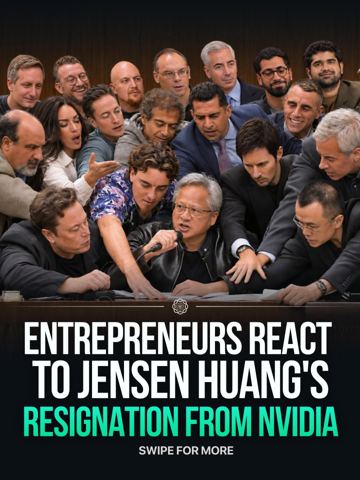 ENTREPRENEURS REACT
TO JENSEN HUANG'S
RESIGNATION FROM NVIDIA
SWIPE FOR MORE